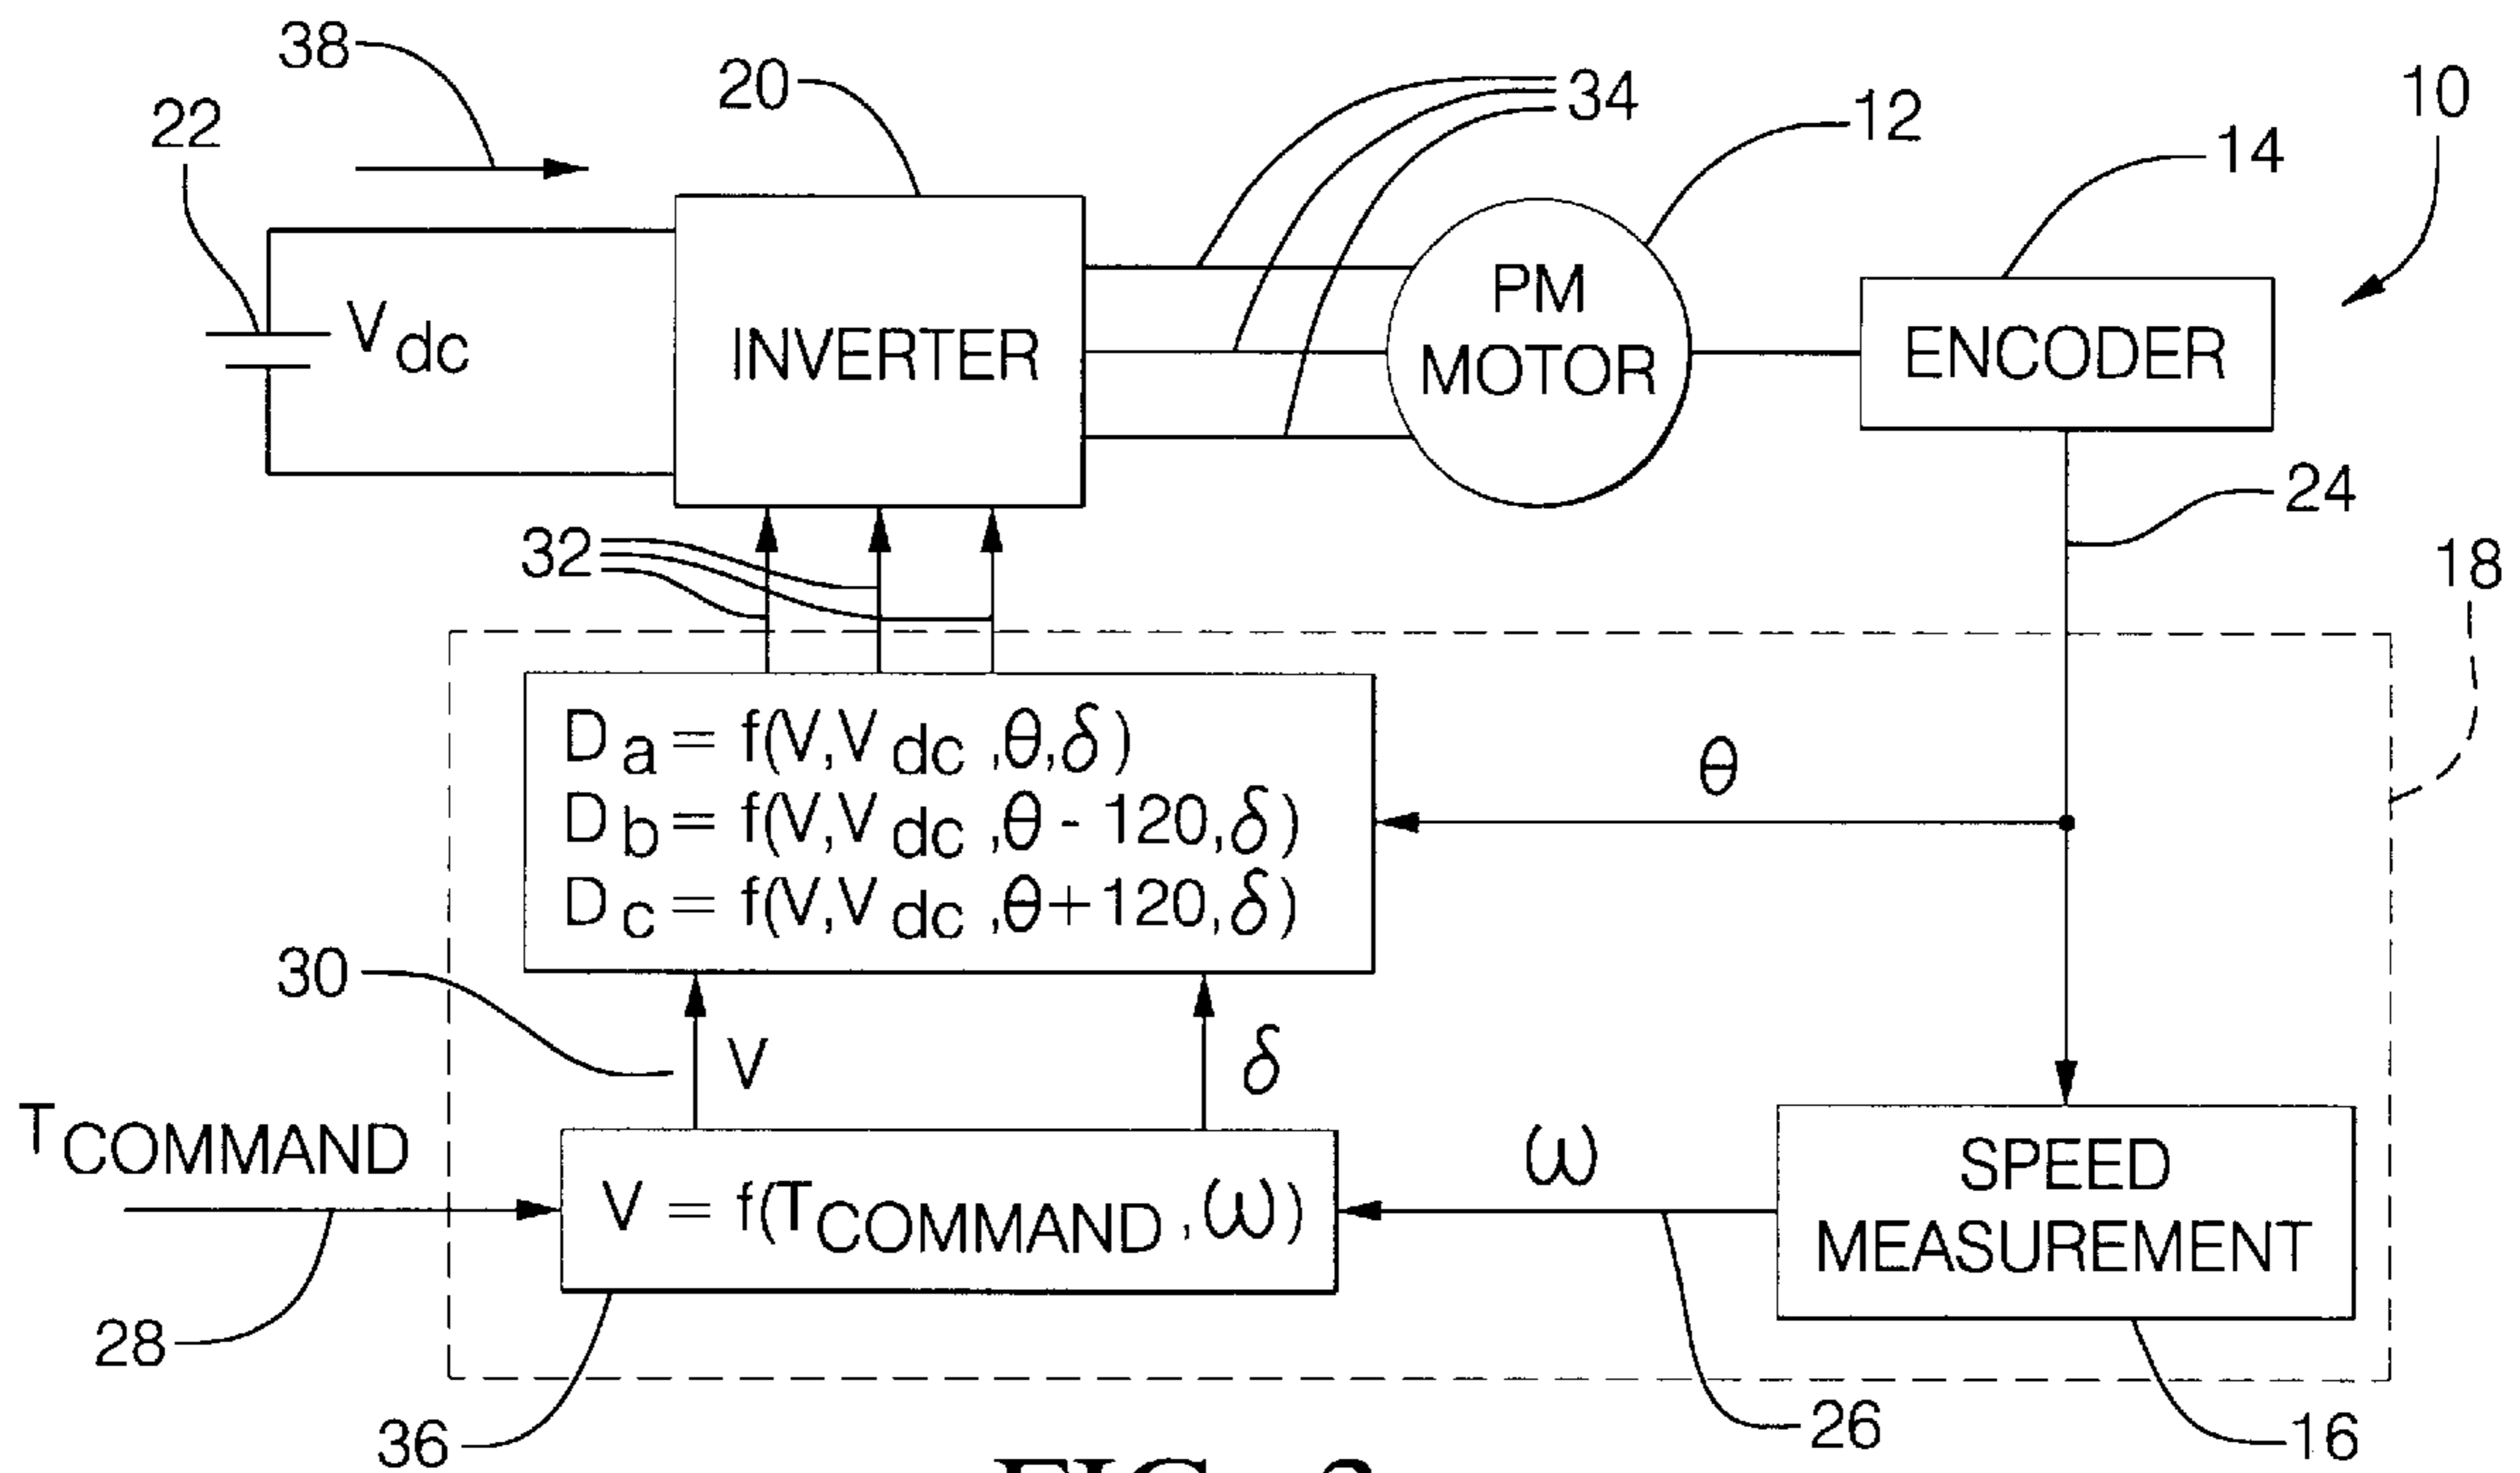 38
20
34
12
10
22
14
V dc
INVERTER
PM
MOTOR
ENCODER
24
32
18
D a = f(V,V dc ,θ,δ)
D b = f(V,V dc ,θ - 120,δ)
D c = f(V,V dc ,θ+120,δ)
θ
30
V
δ
T COMMAND
V = f(T COMMAND ,ω)
ω
SPEED
MEASUREMENT
28
36
26
16